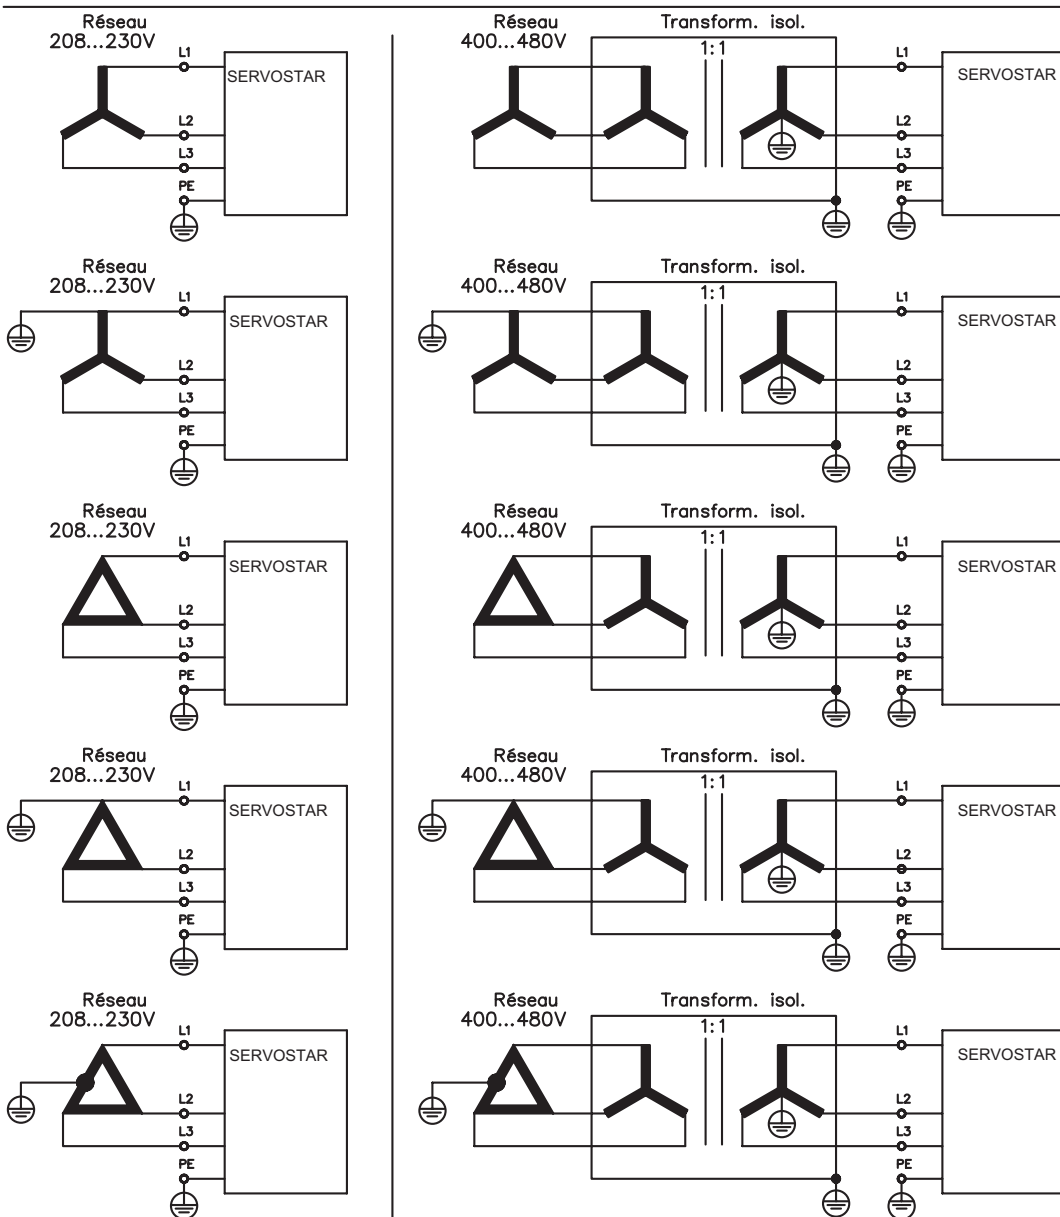 Réseau
208...230V
L1
SERVOSTAR
L2
L3
PE
Réseau
400...480V
Transform. isol.
1:1
L1
SERVOSTAR
L2
L3
PE
Réseau
208...230V
L1
SERVOSTAR
L2
L3
PE
Réseau
400...480V
Transform. isol.
1:1
L1
SERVOSTAR
L2
L3
PE
Réseau
208...230V
L1
SERVOSTAR
L2
L3
PE
Réseau
400...480V
Transform. isol.
1:1
L1
SERVOSTAR
L2
L3
PE
Réseau
208...230V
L1
SERVOSTAR
L2
L3
PE
Réseau
400...480V
Transform. isol.
1:1
L1
SERVOSTAR
L2
L3
PE
Réseau
208...230V
L1
SERVOSTAR
L2
L3
PE
Réseau
400...480V
Transform. isol.
1:1
L1
SERVOSTAR
L2
L3
PE